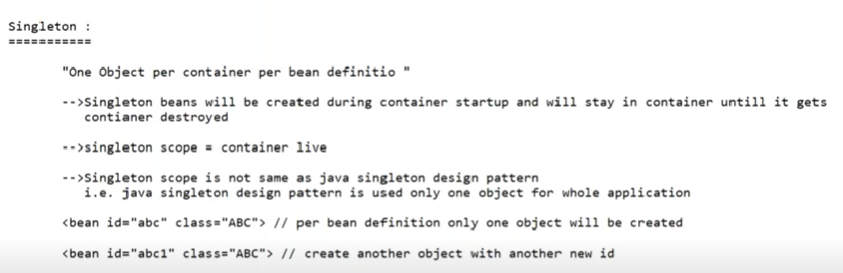 Singleton :
===========
"One Object per container per bean definitio "
-->Singleton beans will be created during container startup and will stay in container untill it gets
contianer destroyed
-->singleton scope = container live
-->Singleton scope is not same as java singleton design pattern
i.e. java singleton design pattern is used only one object for whole application
<bean id="abc" class="ABC"> // per bean definition only one object will be created
<bean id="abc1" class="ABC"> // create another object with another new id